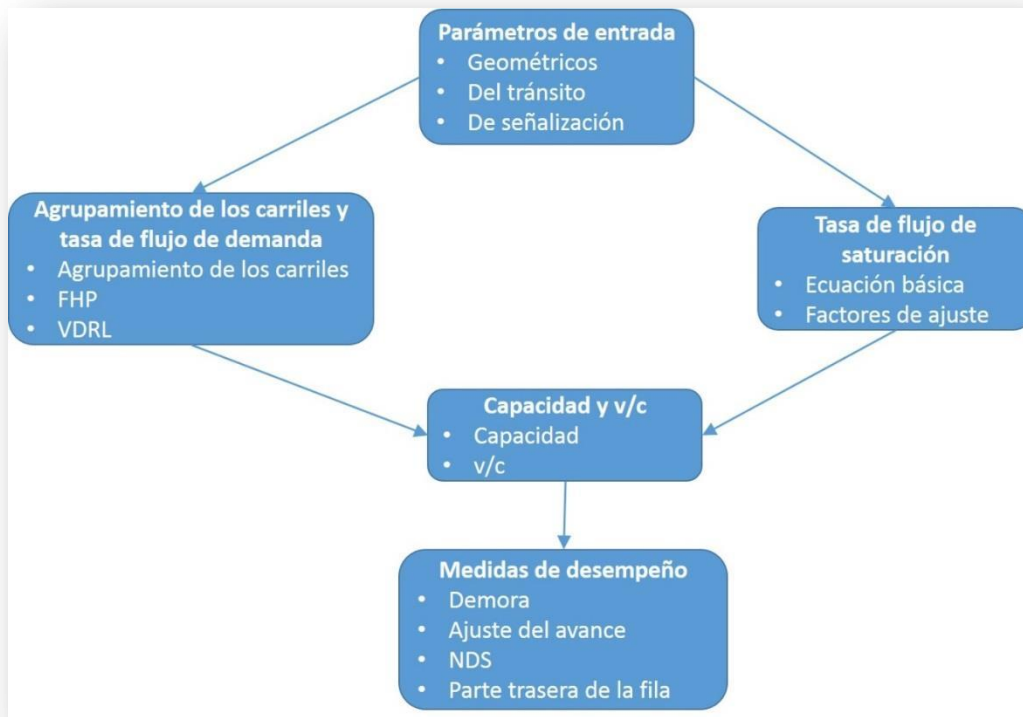 Parámetros de entrada
• Geométricos
• Del tránsito
• De señalización
Agrupamiento de los carriles y
tasa de flujo de demanda
• Agrupamiento de los carriles
• FHP
• VDRL
Tasa de flujo de
saturación
• Ecuación básica
• Factores de ajuste
Capacidad y v/c
• Capacidad
• v/c
Medidas de desempeño
• Demora
• Ajuste del avance
• NDS
• Parte trasera de la fila